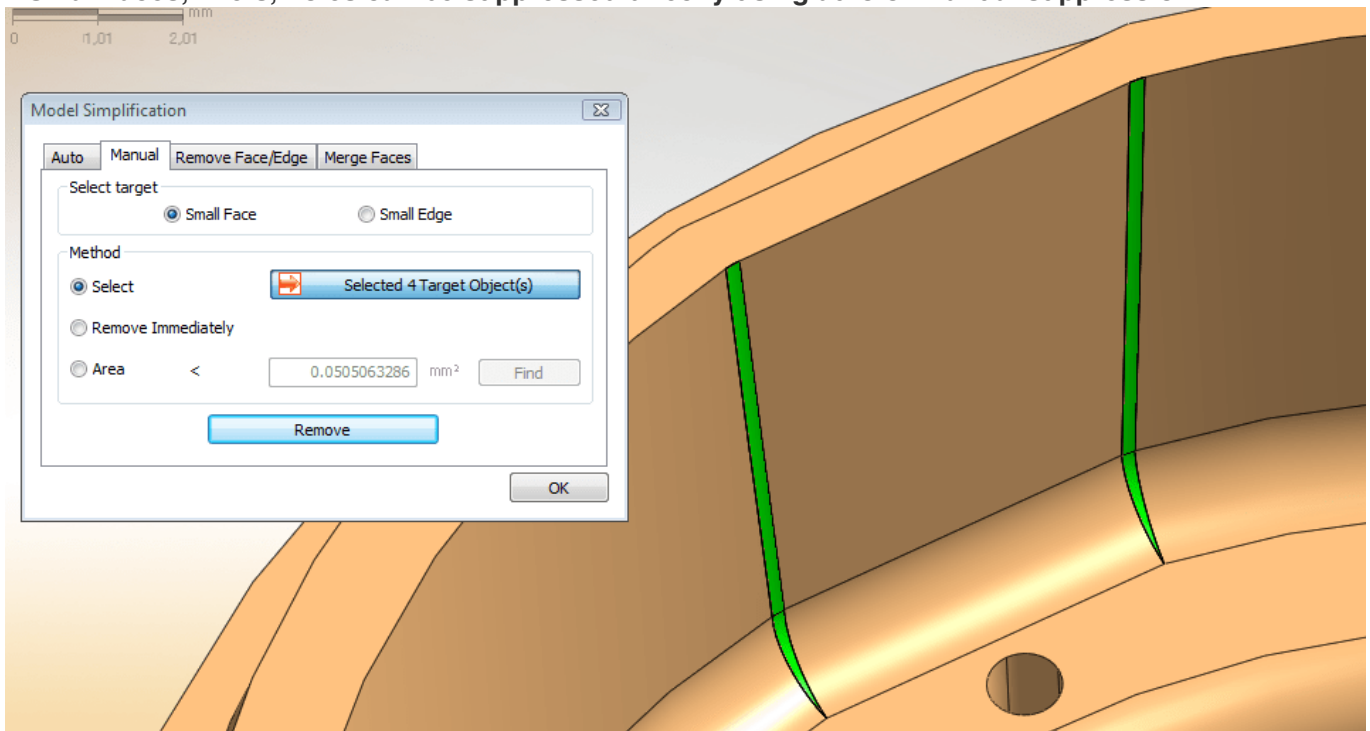 mm
0 1,01 2,01
Model Simplification
Auto Manual Remove Face/Edge Merge Faces
Select target
Small Face Small Edge
Method
Select Selected 4 Target Object(s)
Remove Immediately
Area < 0.0505063286 mm² Find
Remove
OK